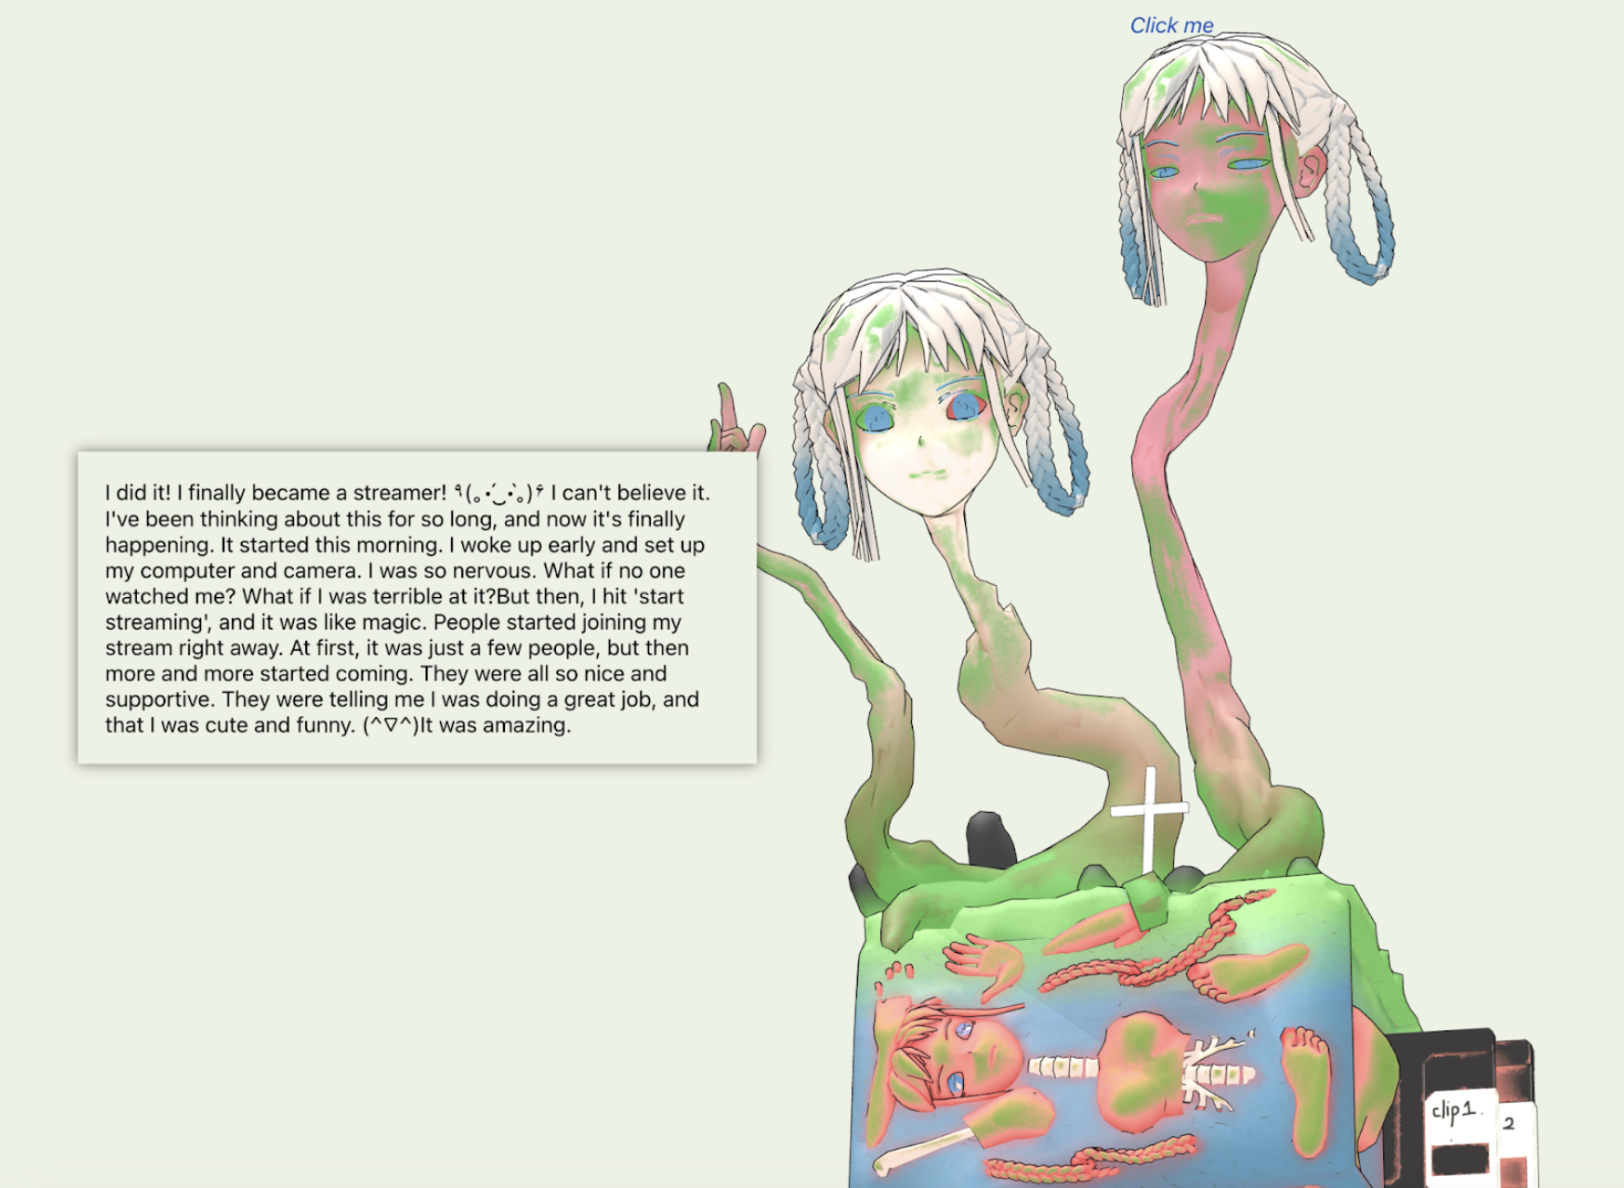 Click me
I did it! I finally became a streamer! ٩(｡•́‿•̀｡)۶ I can't believe it.
I've been thinking about this for so long, and now it's finally
happening. It started this morning. I woke up early and set up
my computer and camera. I was so nervous. What if no one
watched me? What if I was terrible at it?But then, I hit 'start
streaming', and it was like magic. People started joining my
stream right away. At first, it was just a few people, but then
more and more started coming. They were all so nice and
supportive. They were telling me I was doing a great job, and
that I was cute and funny. (^∇^)It was amazing.
clip1.
2